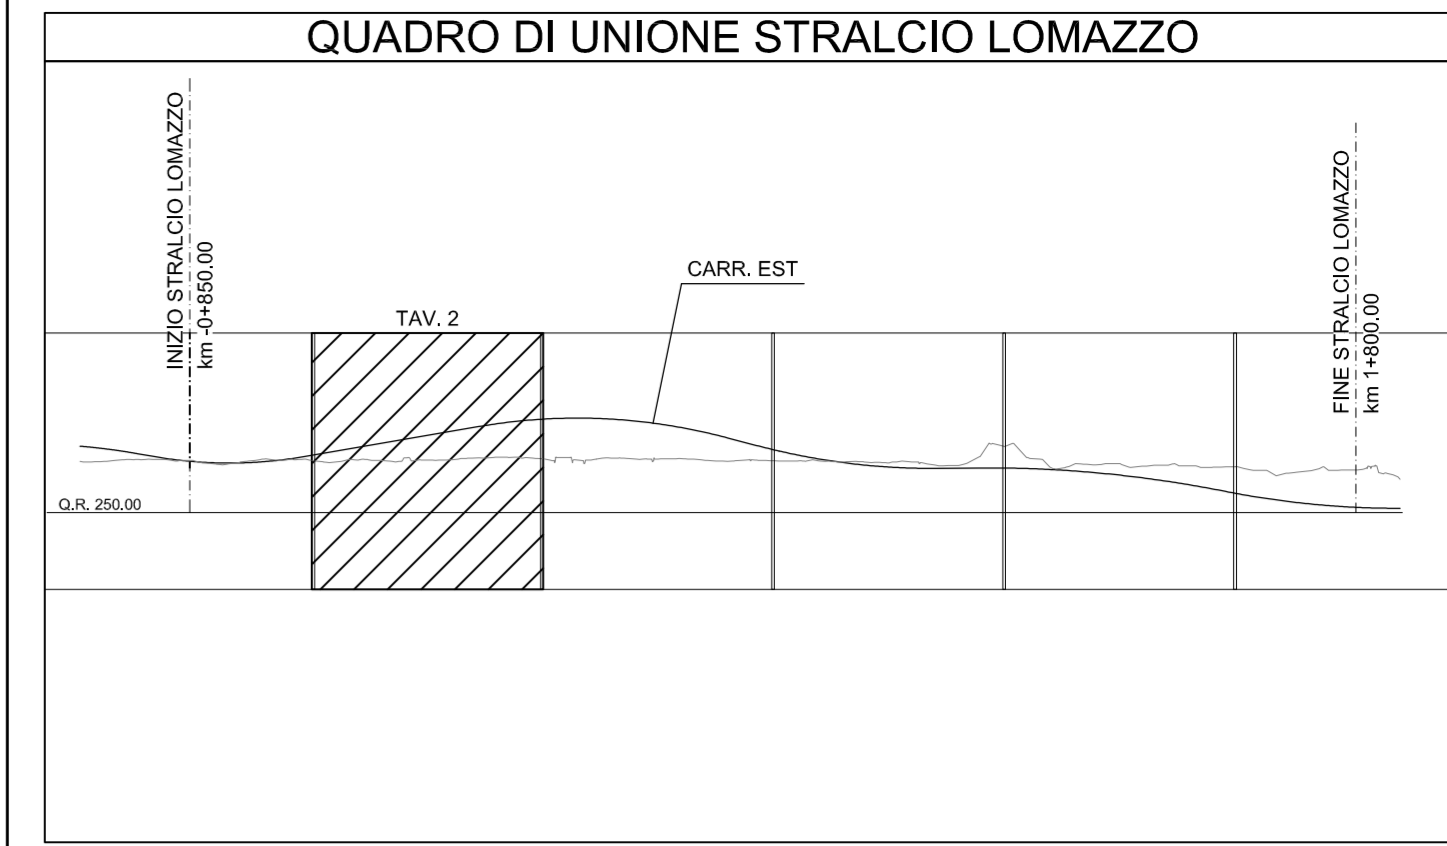 QUADRO DI UNIONE STRALCIO LOMAZZO
INIZIO STRALCIO LOMAZZO
km -0+850.00
TAV. 2
CARR. EST
FINE STRALCIO LOMAZZO
km 1+800.00
Q.R. 250.00